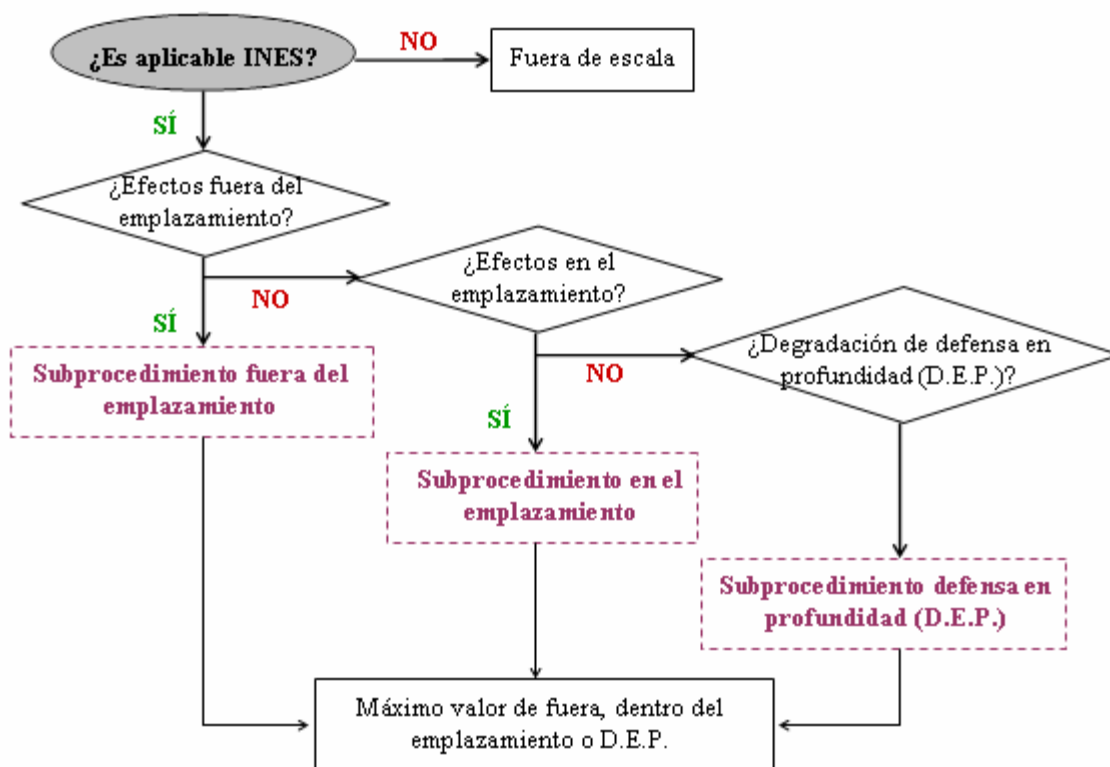 ¿Es aplicable INES?
NO
Fuera de escala
SÍ
¿Efectos fuera del
emplazamiento?
NO
SÍ
¿Efectos en el
emplazamiento?
NO
SÍ
¿Degradación de defensa en
profundidad (D.E.P.)?
Subprocedimiento fuera del
emplazamiento
Subprocedimiento en el
emplazamiento
Subprocedimiento defensa en
profundidad (D.E.P.)
Máximo valor de fuera, dentro del
emplazamiento o D.E.P.